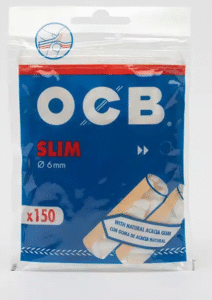 OCB
SLIM
Ø 6mm
x150
WITH NATURAL ACACIA GUM
CON GOMA DE ACACIA NATURAL